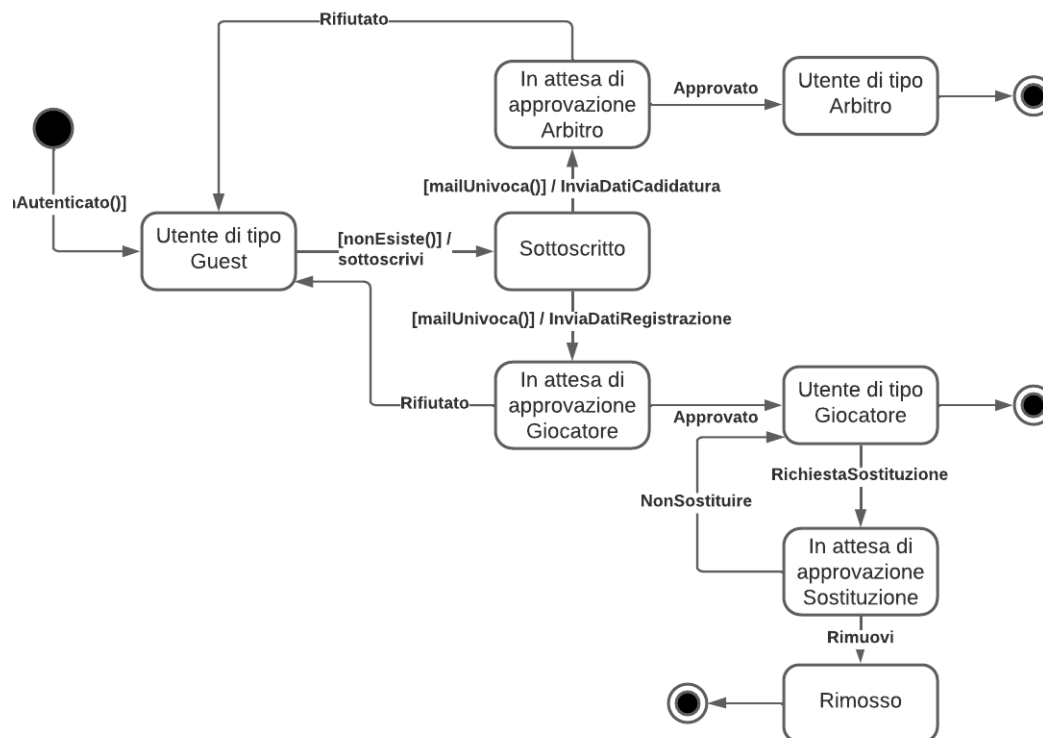 Rifiutato
In attesa di
approvazione
Arbitro
Approvato
Utente di tipo
Arbitro
[mailUnivoca()] / InviaDatiCadidatura
Autenticato()]
Utente di tipo
Guest
[nonEsiste()] /
sottoscrivi
Sottoscritto
[mailUnivoca()] / InviaDatiRegistrazione
Rifiutato
In attesa di
approvazione
Giocatore
Approvato
Utente di tipo
Giocatore
RichiestaSostituzione
NonSostituire
In attesa di
approvazione
Sostituzione
Rimuovi
Rimosso